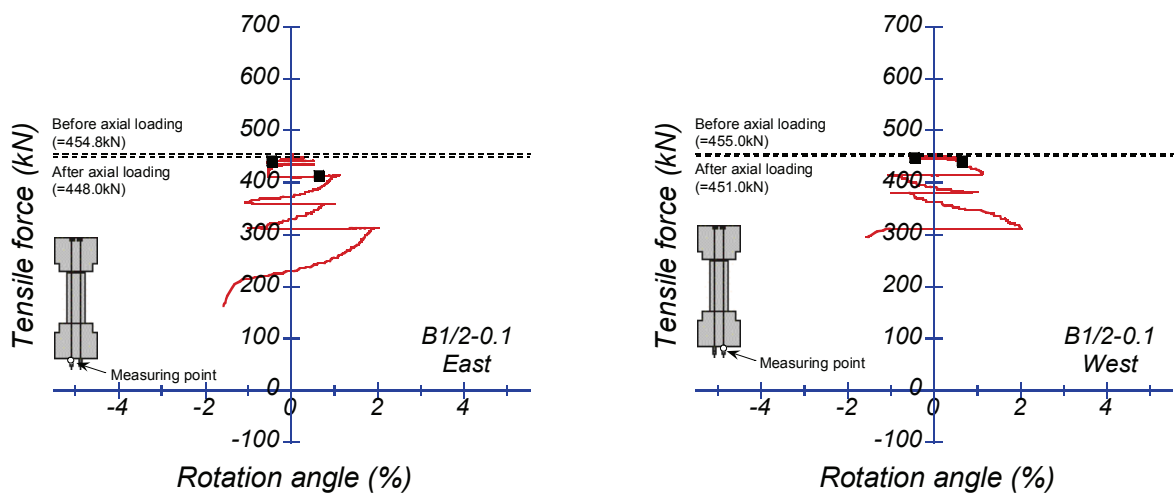 700
600
500
400
300
200
100
0
-100
Tensile force (kN)
Before axial loading
(=454.8kN)
After axial loading
(=448.0kN)
Measuring point
B1/2-0.1
East
-4 -2 0 2 4
Rotation angle (%)
700
600
500
400
300
200
100
0
-100
Tensile force (kN)
Before axial loading
(=455.0kN)
After axial loading
(=451.0kN)
Measuring point
B1/2-0.1
West
-4 -2 0 2 4
Rotation angle (%)